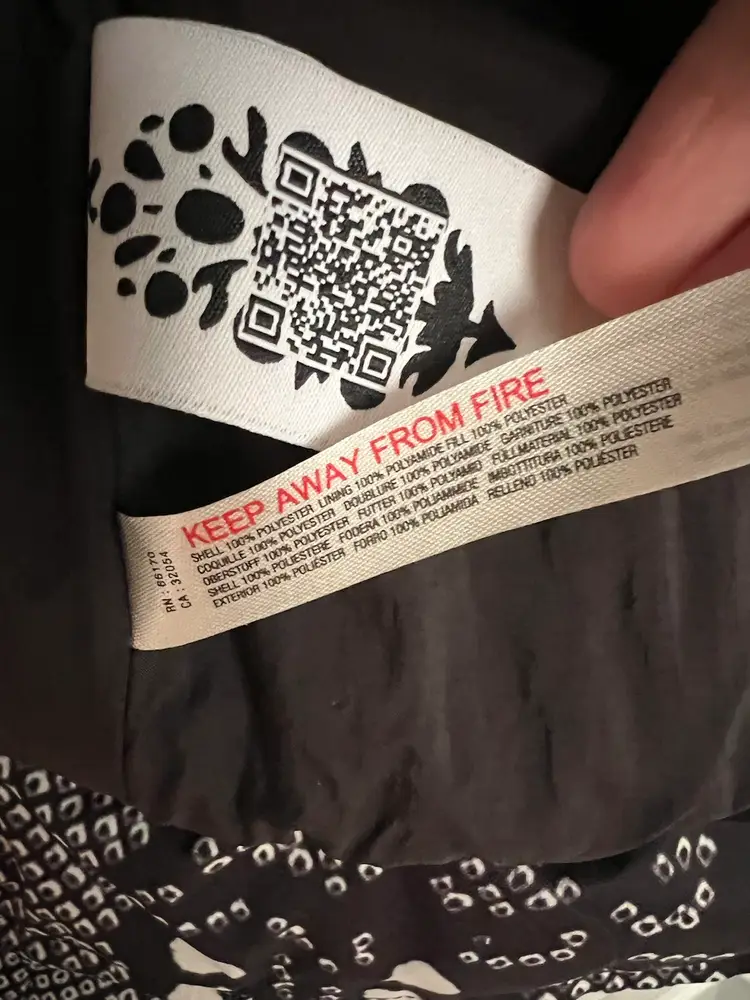 KEEP AWAY FROM FIRE
SHELL 100% POLYESTER LINING 100% POLYAMIDE FILL 100% POLYESTER
COQUILLE 100% POLYESTER DOUBLURE 100% POLYAMIDE GARNITURE 100% POLYESTER
OBERSTOFF 100% POLYESTER FUTTER 100% POLYAMID FÜLLMATERIAL 100% POLYESTER
SHELL 100% POLIESTERE FODERA 100% POLIAMMIDE IMBOTTITURA 100% POLIESTERE
EXTERIOR 100% POLIÉSTER FORRO 100% POLIAMIDA RELLENO 100% POLIÉSTER
RN: 66170
CA: 32054